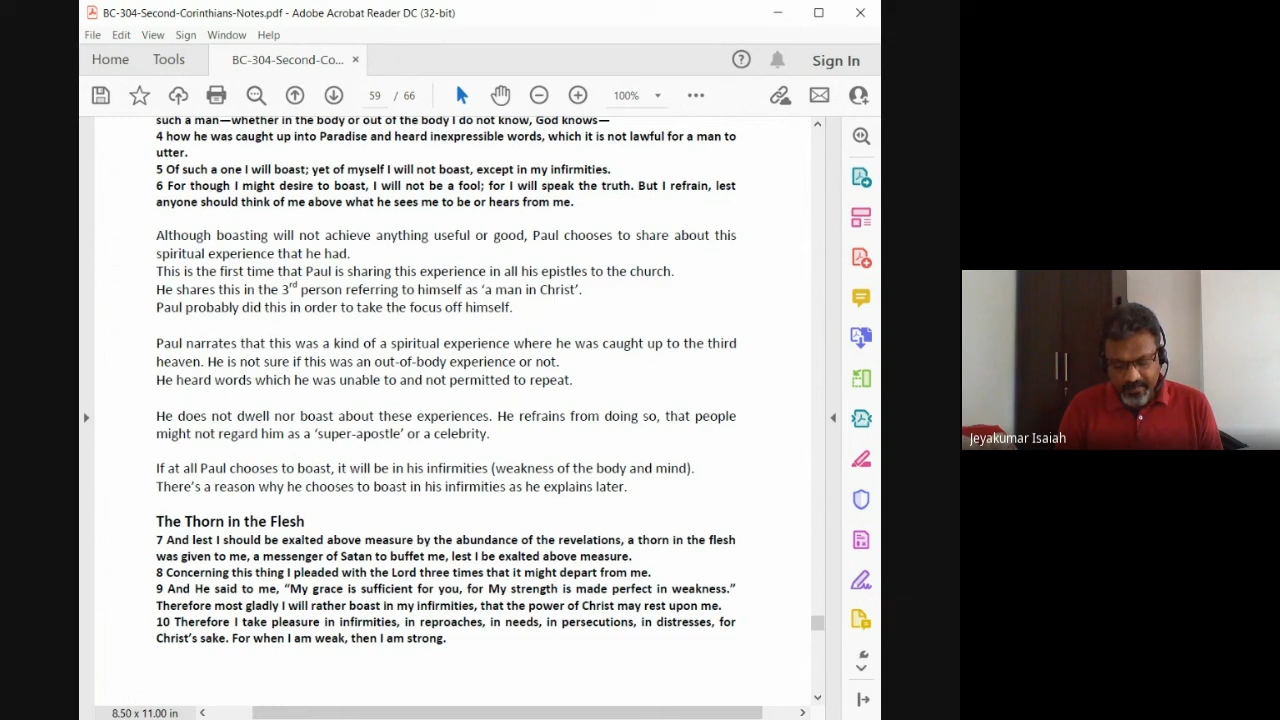 BC-304-Second-Corinthians-Notes.pdf - Adobe Acrobat Reader DC (32-bit)
File Edit View Sign Window Help
Home Tools BC-304-Second-Co... × Sign In
59 / 66 100%
such a man—whether in the body or out of the body I do not know, God knows—
4 how he was caught up into Paradise and heard inexpressible words, which it is not lawful for a man to
utter.
5 Of such a one I will boast; yet of myself I will not boast, except in my infirmities.
6 For though I might desire to boast, I will not be a fool; for I will speak the truth. But I refrain, lest
anyone should think of me above what he sees me to be or hears from me.
Although boasting will not achieve anything useful or good, Paul chooses to share about this
spiritual experience that he had.
This is the first time that Paul is sharing this experience in all his epistles to the church.
He shares this in the 3rd person referring to himself as ‘a man in Christ’.
Paul probably did this in order to take the focus off himself.
Paul narrates that this was a kind of a spiritual experience where he was caught up to the third
heaven. He is not sure if this was an out-of-body experience or not.
He heard words which he was unable to and not permitted to repeat.
He does not dwell nor boast about these experiences. He refrains from doing so, that people
might not regard him as a ‘super-apostle’ or a celebrity.
If at all Paul chooses to boast, it will be in his infirmities (weakness of the body and mind).
There’s a reason why he chooses to boast in his infirmities as he explains later.
The Thorn in the Flesh
7 And lest I should be exalted above measure by the abundance of the revelations, a thorn in the flesh
was given to me, a messenger of Satan to buffet me, lest I be exalted above measure.
8 Concerning this thing I pleaded with the Lord three times that it might depart from me.
9 And He said to me, “My grace is sufficient for you, for My strength is made perfect in weakness.”
Therefore most gladly I will rather boast in my infirmities, that the power of Christ may rest upon me.
10 Therefore I take pleasure in infirmities, in reproaches, in needs, in persecutions, in distresses, for
Christ’s sake. For when I am weak, then I am strong.
8.50 x 11.00 in
Jeyakumar Isaiah